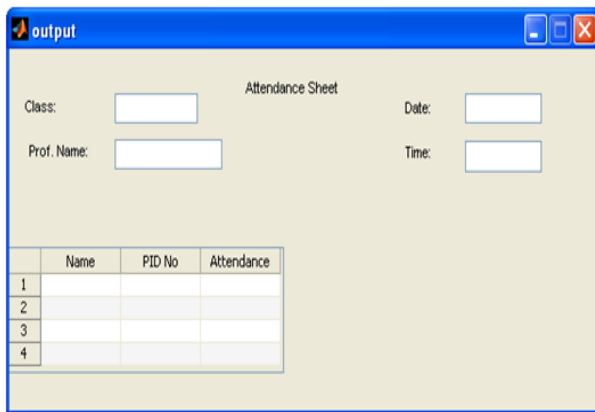 output
Attendance Sheet
Class:
Date:
Prof. Name:
Time:
Name PID No Attendance
1
2
3
4